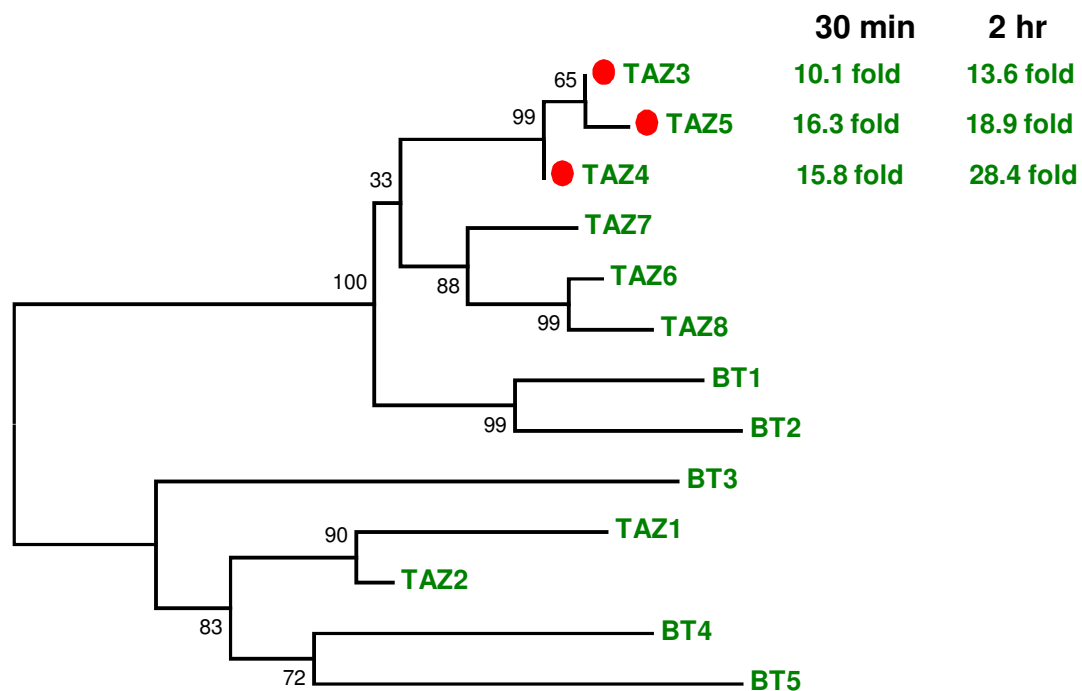 30 min 2 hr
65 TAZ3 10.1 fold 13.6 fold
99 TAZ5 16.3 fold 18.9 fold
TAZ4 15.8 fold 28.4 fold
33
TAZ7
100 88 TAZ6
99 TAZ8
BT1
99 BT2
BT3
90 TAZ1
TAZ2
83 BT4
72 BT5